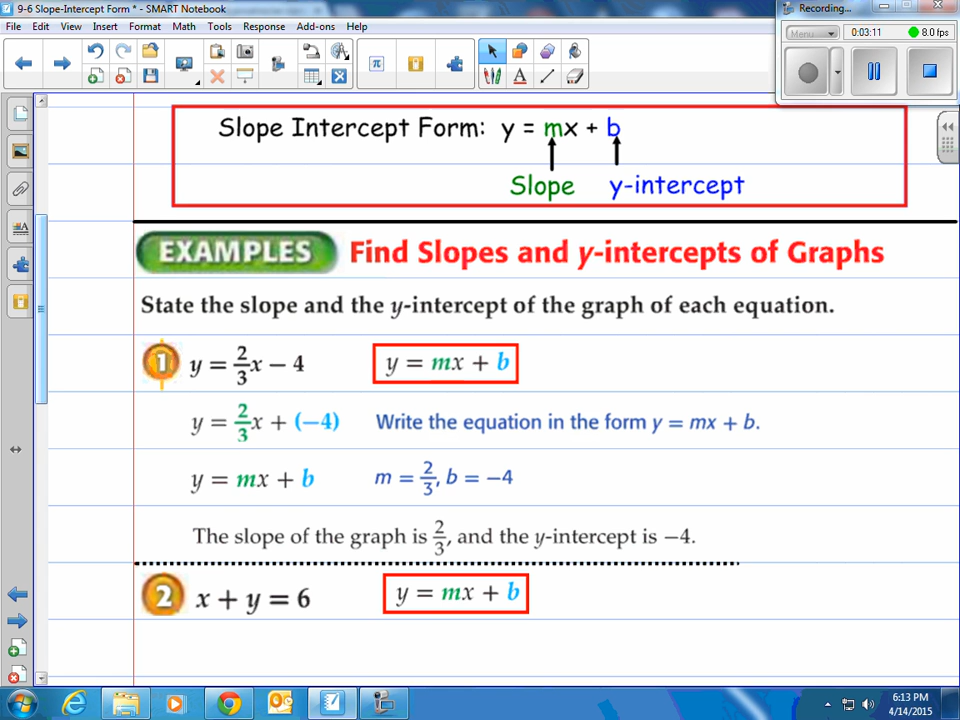 9-6 Slope-Intercept Form * - SMART Notebook
Recording...
File Edit View Insert Format Math Tools Response Add-ons Help
Menu 00:03:11 8.0 fps
Slope Intercept Form: y = mx + b
Slope y-intercept
EXAMPLES Find Slopes and y-intercepts of Graphs
State the slope and the y-intercept of the graph of each equation.
1 y = 2/3 x − 4 y = mx + b
y = 2/3 x + (−4) Write the equation in the form y = mx + b.
y = mx + b m = 2/3, b = −4
The slope of the graph is 2/3, and the y-intercept is −4.
2 x + y = 6 y = mx + b
6:13 PM
4/14/2015